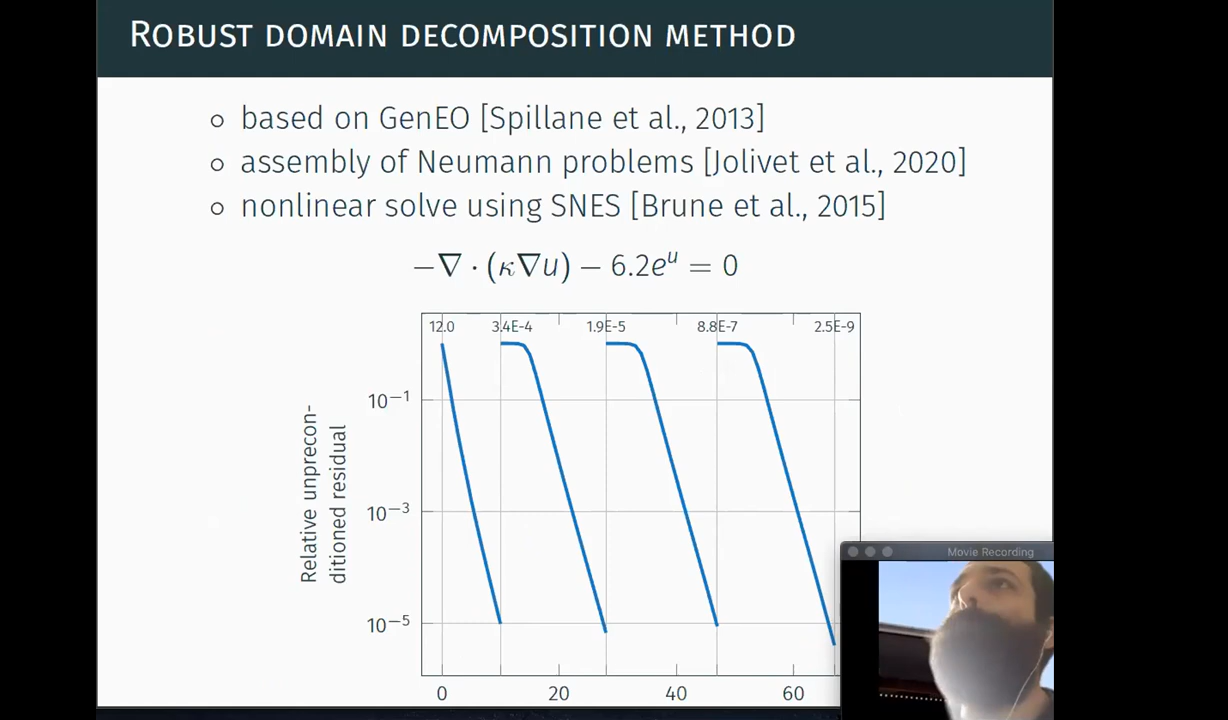 ROBUST DOMAIN DECOMPOSITION METHOD
based on GenEO [Spillane et al., 2013]
assembly of Neumann problems [Jolivet et al., 2020]
nonlinear solve using SNES [Brune et al., 2015]
−∇ · (κ∇u) − 6.2eᵘ = 0
12.0 3.4E-4 1.9E-5 8.8E-7 2.5E-9
10⁻¹
10⁻³
10⁻⁵
Relative unprecon-
ditioned residual
0 20 40 60
Movie Recording